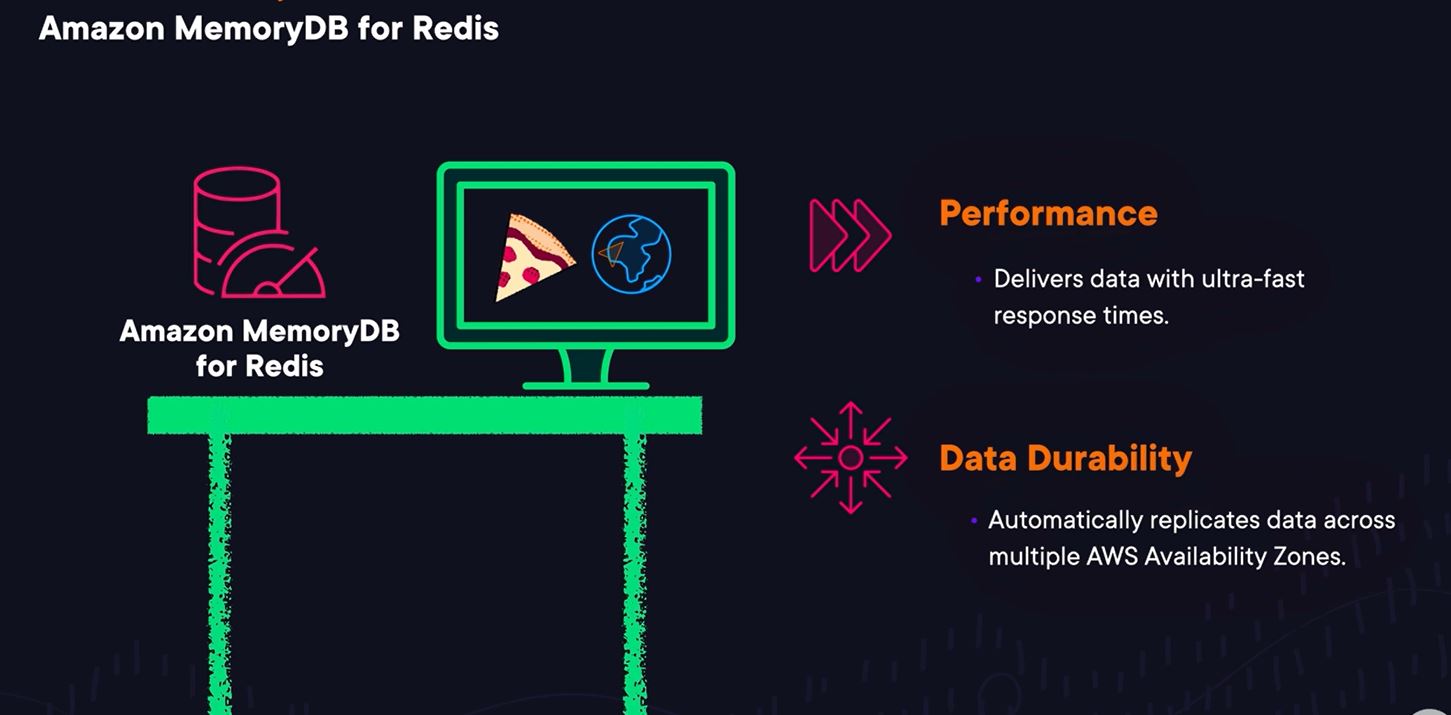 Amazon MemoryDB for Redis
Amazon MemoryDB
for Redis
Performance
• Delivers data with ultra-fast
response times.
Data Durability
• Automatically replicates data across
multiple AWS Availability Zones.